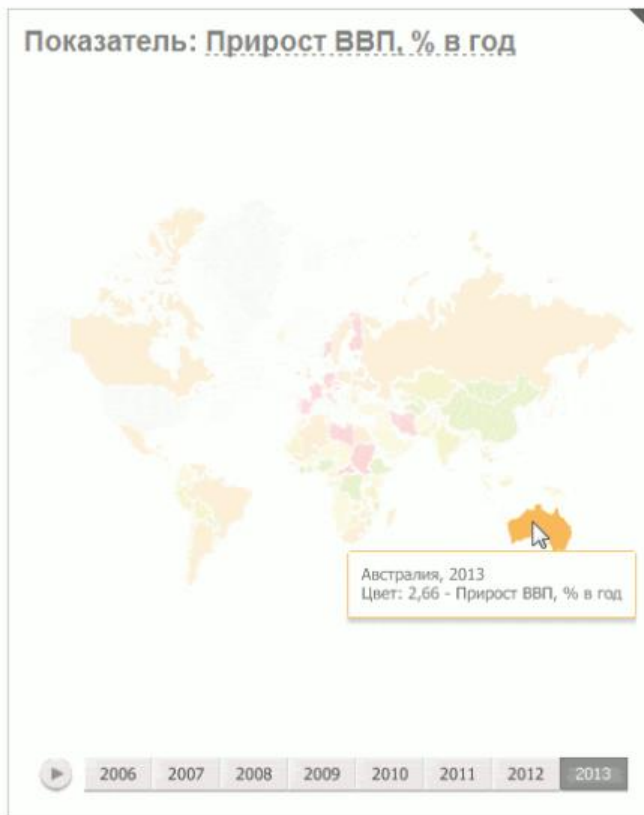 Показатель: Прирост ВВП, % в год
Австралия, 2013
Цвет: 2,66 - Прирост ВВП, % в год
2006 2007 2008 2009 2010 2011 2012 2013